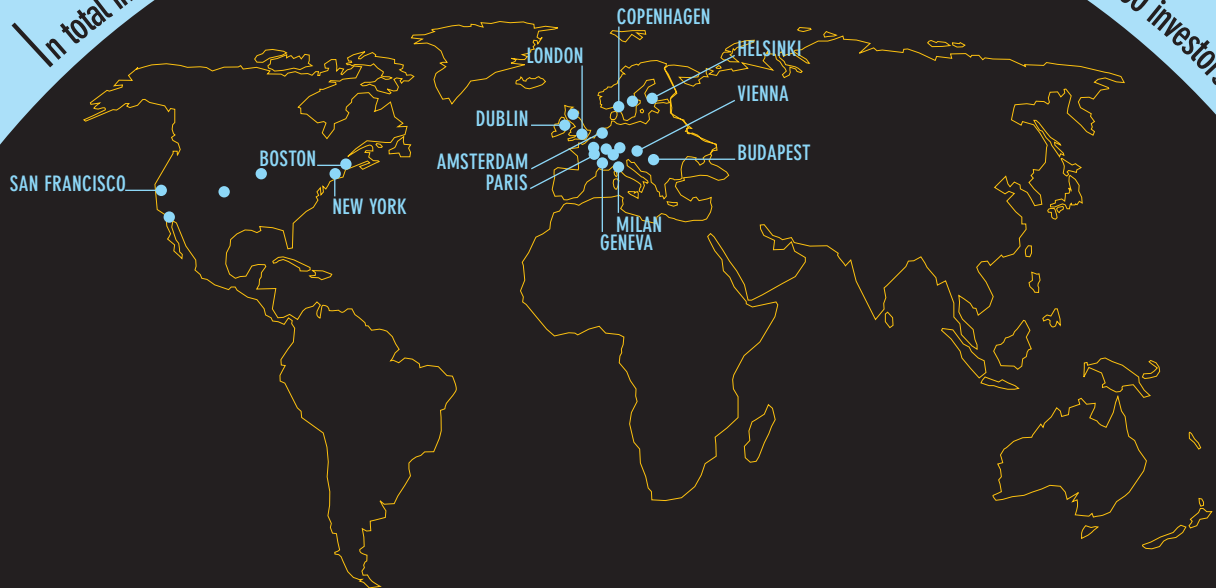 In total
investors
COPENHAGEN
LONDON
HELSINKI
VIENNA
DUBLIN
BOSTON
AMSTERDAM
BUDAPEST
SAN FRANCISCO
PARIS
NEW YORK
MILAN
GENEVA